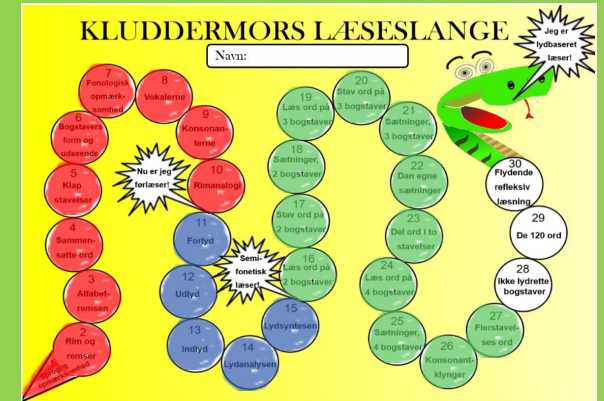 KLUDDERMORS LÆSESLANGE
Navn:
Jeg er
lydbaseret
læser!
1
Sproglig
opmærksomhed
2
Rim og
remser
3
Alfabet-
remsen
4
Sammen-
satte ord
5
Klap
stavelser
6
Bogstavers
form og
udseende
7
Fonologisk
opmærk-
somhed
8
Vokalerne
9
Konsonan-
terne
10
Rimanalogi
Nu er jeg
førlæser!
11
Forlyd
12
Udlyd
13
Indlyd
14
Lydanalysen
15
Lydsyntesen
Semi-
fonetisk
læser!
16
Læs ord på
2 bogstaver
17
Stav ord på
2 bogstaver
18
Sætninger,
2 bogstaver
19
Læs ord på
3 bogstaver
20
Stav ord på
3 bogstaver
21
Sætninger,
3 bogstaver
22
Dan egne
sætninger
23
Del ord i to
stavelser
24
Læs ord på
4 bogstaver
25
Sætninger,
4 bogstaver
26
Konsonant-
klynger
27
Flerstavel-
ses ord
28
Ikke lydrette
bogstaver
29
De 120 ord
30
Flydende
refleksiv
læsning